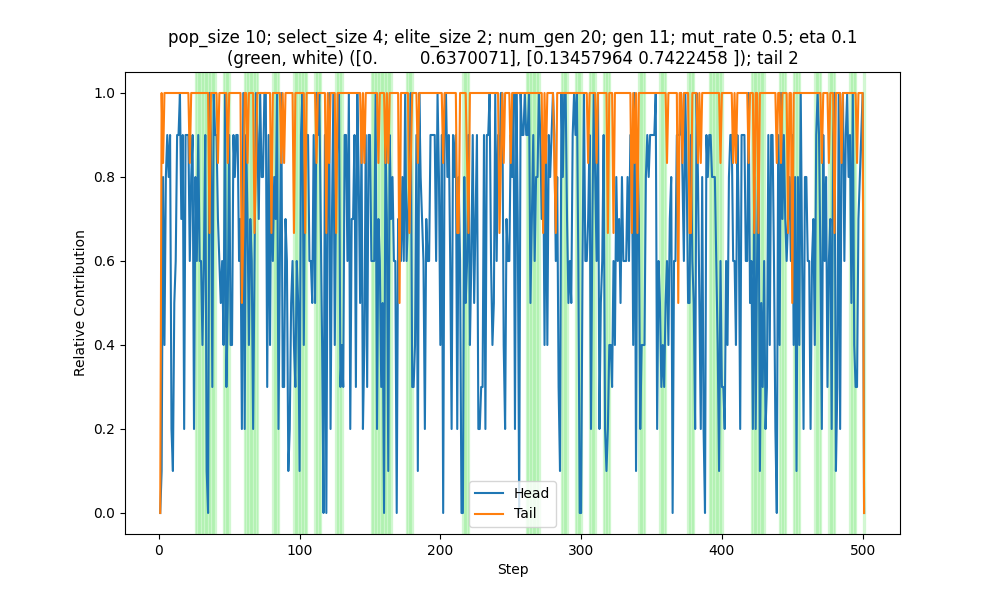 pop_size 10; select_size 4; elite_size 2; num_gen 20; gen 11; mut_rate 0.5; eta 0.1
(green, white) ([0.        0.6370071], [0.13457964 0.7422458 ]); tail 2
1.0
0.8
0.6
0.4
0.2
0.0
Relative Contribution
Head
Tail
0
100
200
300
400
500
Step